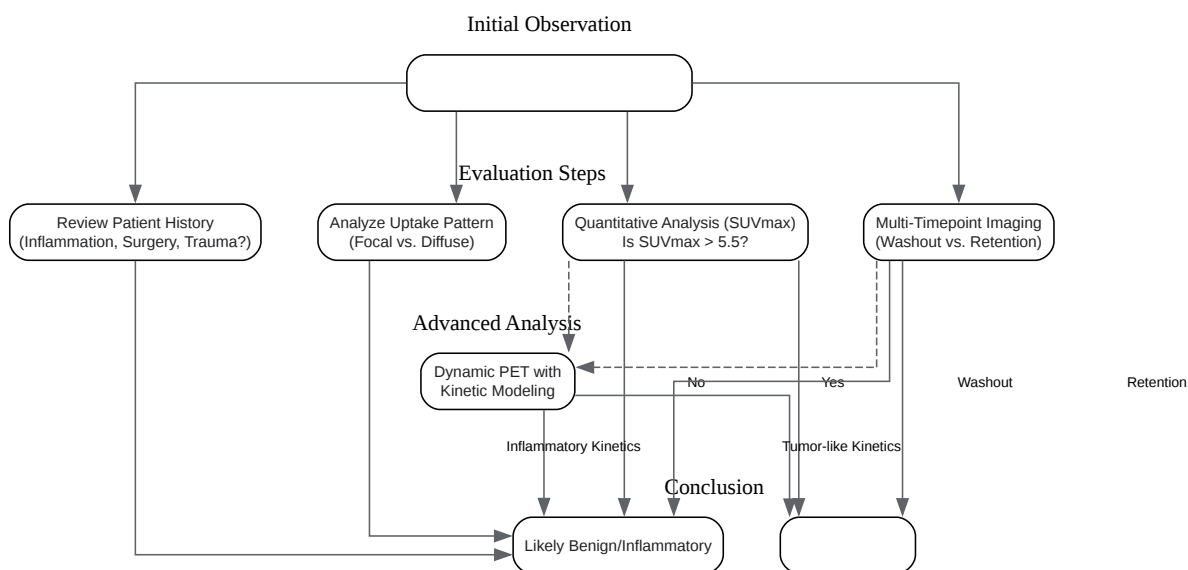 Initial Observation
Evaluation Steps
Review Patient History
(Inflammation, Surgery, Trauma?)
Analyze Uptake Pattern
(Focal vs. Diffuse)
Quantitative Analysis (SUVmax)
Is SUVmax > 5.5?
Multi-Timepoint Imaging
(Washout vs. Retention)
Advanced Analysis
Dynamic PET with
Kinetic Modeling
No
Yes
Washout
Retention
Inflammatory Kinetics
Tumor-like Kinetics
Conclusion
Likely Benign/Inflammatory